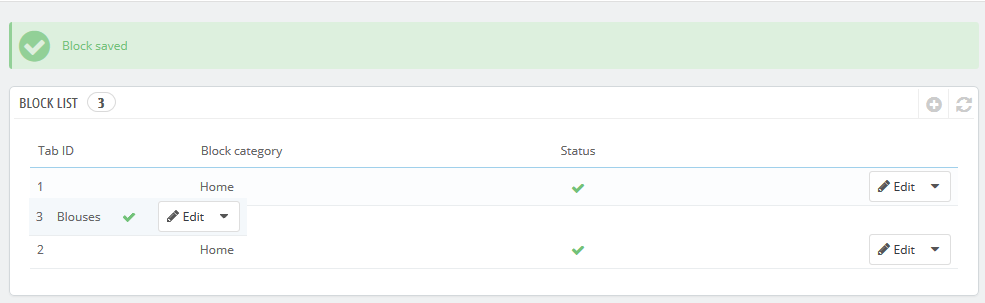 Block saved
BLOCK LIST 3
Tab ID Block category Status
1 Home Edit
3 Blouses Edit
2 Home Edit